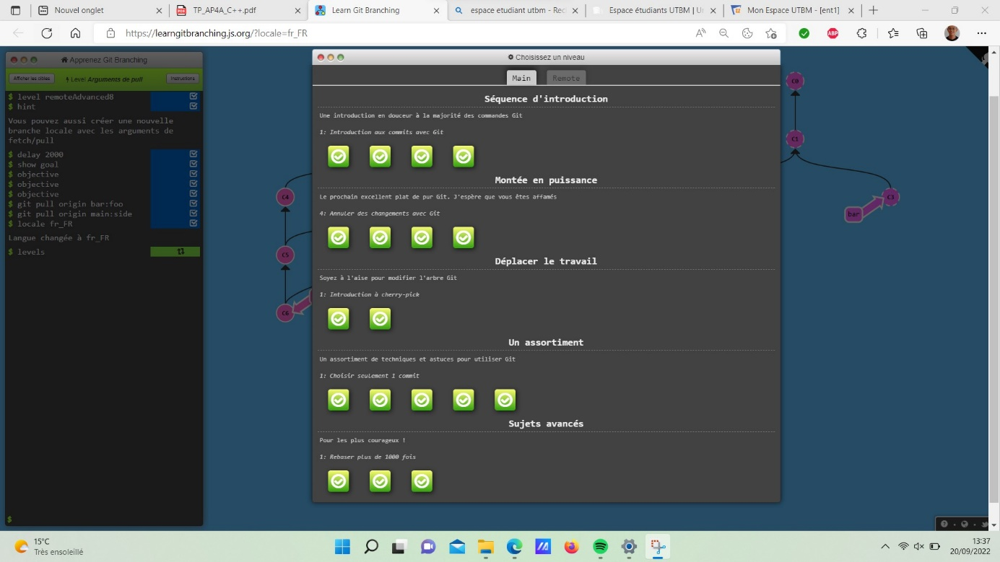 Nouvel onglet
TP_AP4A_C++.pdf
Learn Git Branching
espace etudiant utbm - Rec
Espace étudiants UTBM | U
Mon Espace UTBM - [ent1]
https://learngitbranching.js.org/?locale=fr_FR
ABP
Apprenez Git Branching
Afficher les cibles
Level Arguments de pull
Instructions
$ level remoteAdvanced8
$ hint
Vous pouvez aussi créer une nouvelle
branche locale avec les arguments de
fetch/pull
$ delay 2000
$ show goal
$ objective
$ objective
$ objective
$ git pull origin bar:foo
$ git pull origin main:side
$ locale fr_FR
Langue changée à fr_FR
$ levels
$
C4
C5
C6
Choisissez un niveau
Main
Remote
Séquence d'introduction
Une introduction en douceur à la majorité des commandes Git
1: Introduction aux commits avec Git
Montée en puissance
Le prochain excellent plat de pur Git. J'espère que vous êtes affamés
4: Annuler des changements avec Git
Déplacer le travail
Soyez à l'aise pour modifier l'arbre Git
1: Introduction à cherry-pick
Un assortiment
Un assortiment de techniques et astuces pour utiliser Git
1: Choisir seulement 1 commit
Sujets avancés
Pour les plus courageux !
1: Rebaser plus de 1000 fois
C0
C1
C3
bar
15°C
Très ensoleillé
13:37
20/09/2022